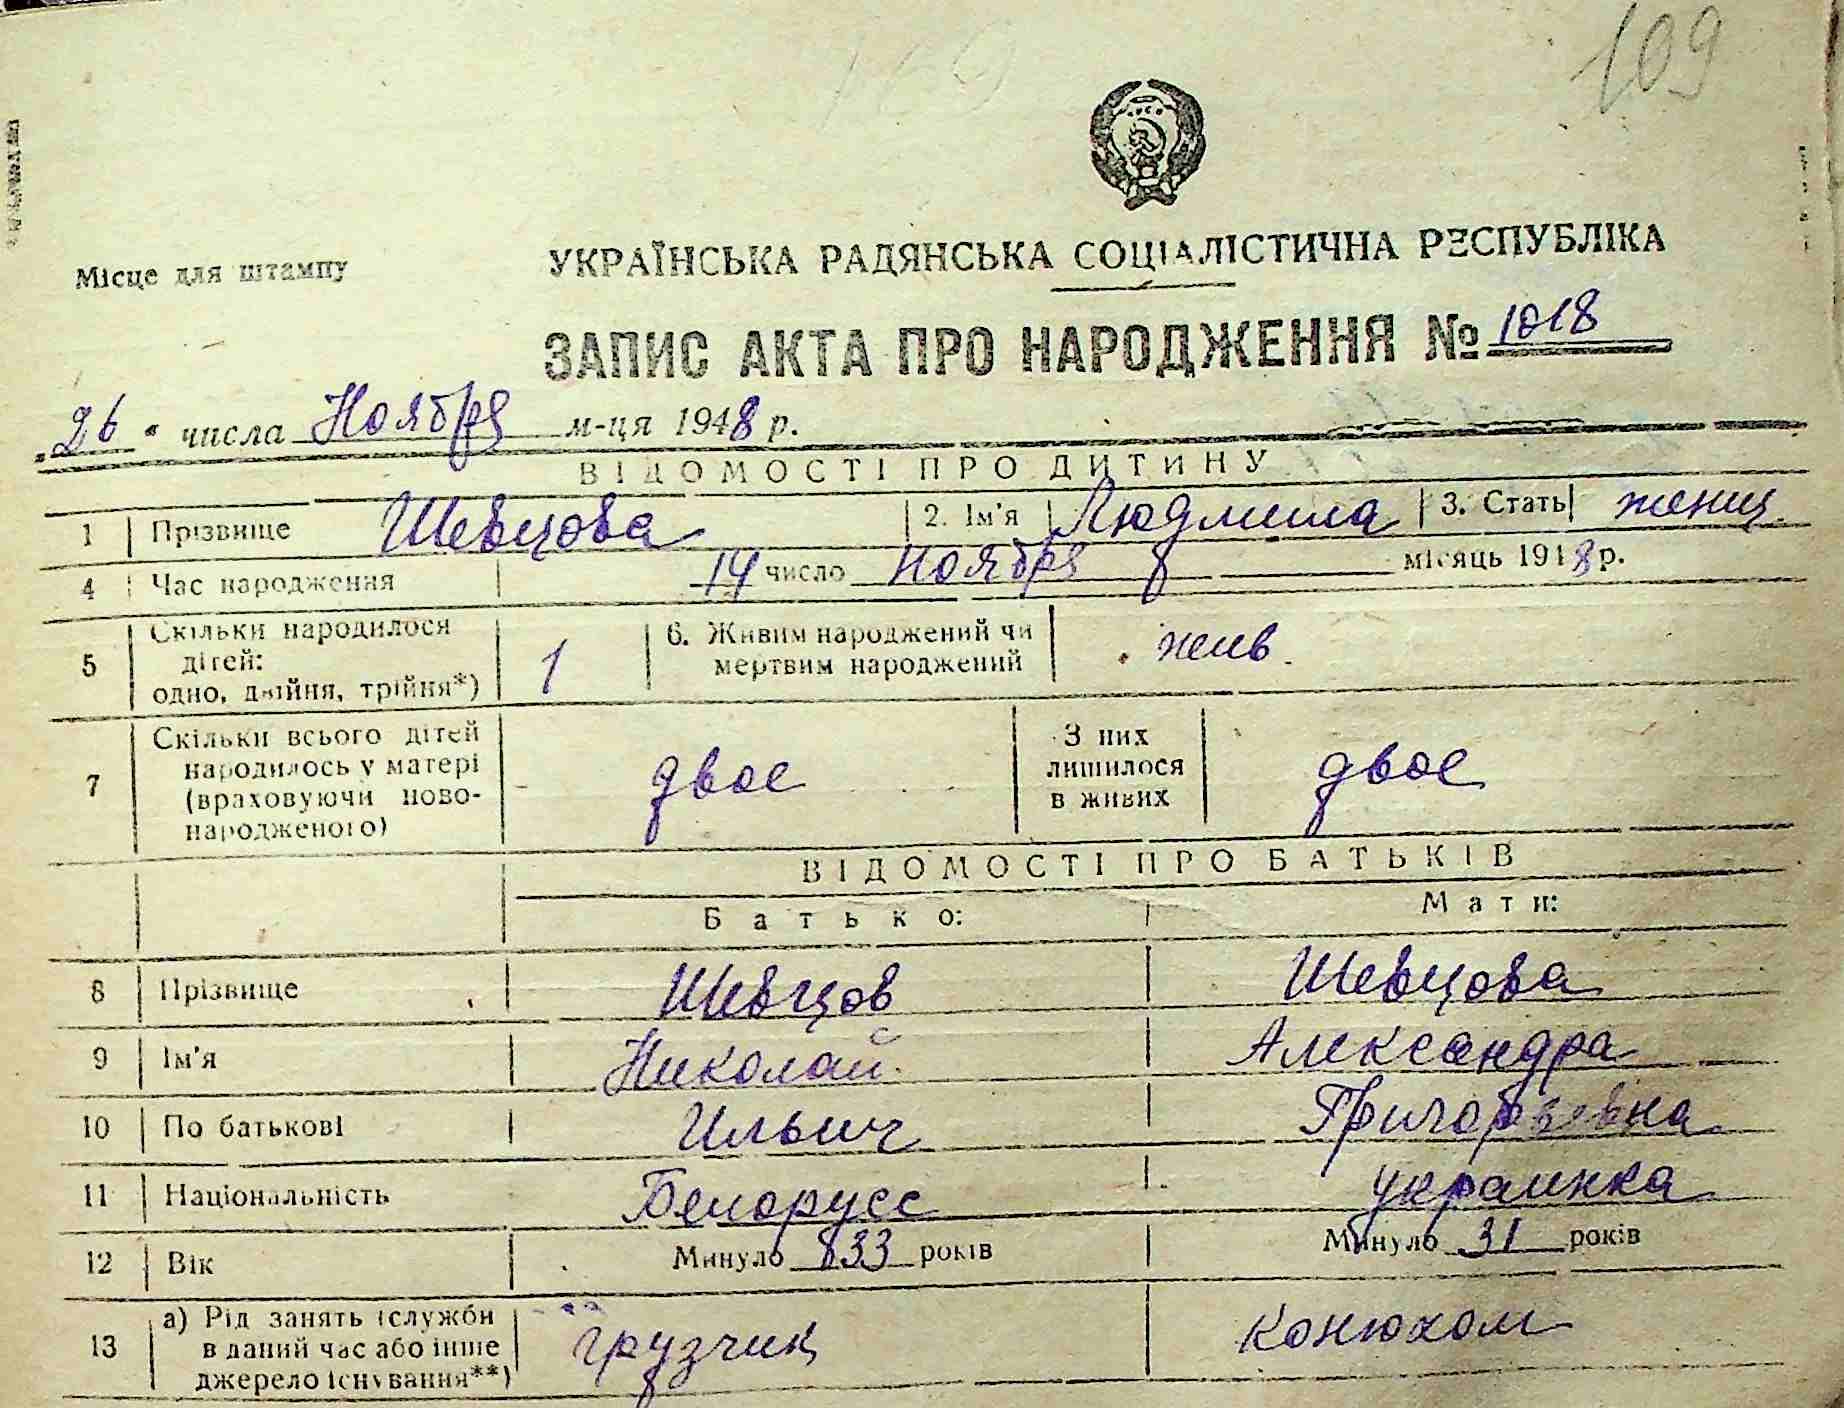 109
Місце для штампу
УКРАЇНСЬКА РАДЯНСЬКА СОЦІАЛІСТИЧНА РЕСПУБЛІКА
ЗАПИС АКТА ПРО НАРОДЖЕННЯ № 1018
„26“ числа Ноября м-ця 1948 р.
ВІДОМОСТІ ПРО ДИТИНУ
1 Прізвище Шевцова 2. Ім'я Людмила 3. Стать женщ.
4 Час народження 14 число ноября місяць 1948 р.
5 Скільки народилося дітей: одно, двійня, трійня*) 1 6. Живим народжений чи мертвим народжений жив.
7 Скільки всього дітей народилось у матері (враховуючи ново-народженого) двое З них лишилося в живих двое
ВІДОМОСТІ ПРО БАТЬКІВ
Батько: Мати:
8 Прізвище Шевцов Шевцова
9 Ім'я Николай Александра
10 По батькові Ильич Григорьевна
11 Національність Белорусс украинка
12 Вік Минуло 33 років Минуло 31 років
13 а) Рід занять (служби в даний час або інше джерело існування**) грузчик конюхом